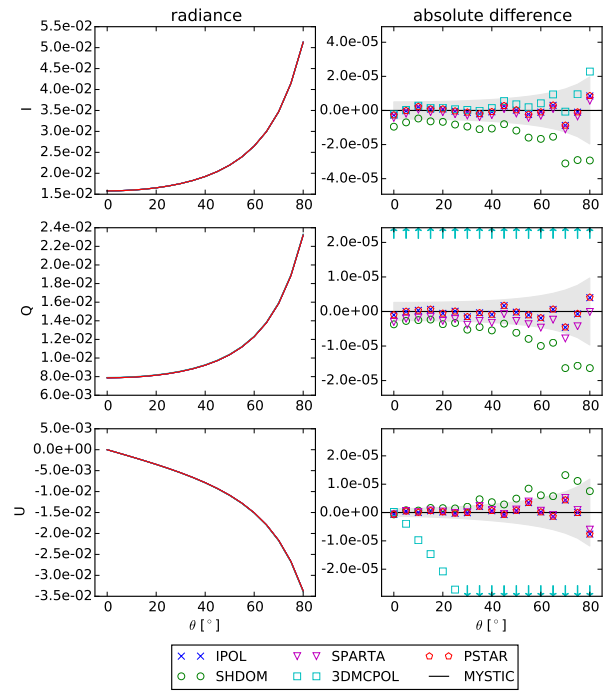 radiance
absolute difference
I
5.5e-02
5.0e-02
4.5e-02
4.0e-02
3.5e-02
3.0e-02
2.5e-02
2.0e-02
1.5e-02
0 20 40 60 80
4.0e-05
2.0e-05
0.0e+00
-2.0e-05
-4.0e-05
0 20 40 60 80
Q
2.4e-02
2.2e-02
2.0e-02
1.8e-02
1.6e-02
1.4e-02
1.2e-02
1.0e-02
8.0e-03
6.0e-03
0 20 40 60 80
2.0e-05
1.0e-05
0.0e+00
-1.0e-05
-2.0e-05
0 20 40 60 80
U
5.0e-03
0.0e+00
-5.0e-03
-1.0e-02
-1.5e-02
-2.0e-02
-2.5e-02
-3.0e-02
-3.5e-02
0 20 40 60 80
θ [°]
2.0e-05
1.0e-05
0.0e+00
-1.0e-05
-2.0e-05
0 20 40 60 80
θ [°]
IPOL SPARTA PSTAR
SHDOM 3DMCPOL MYSTIC